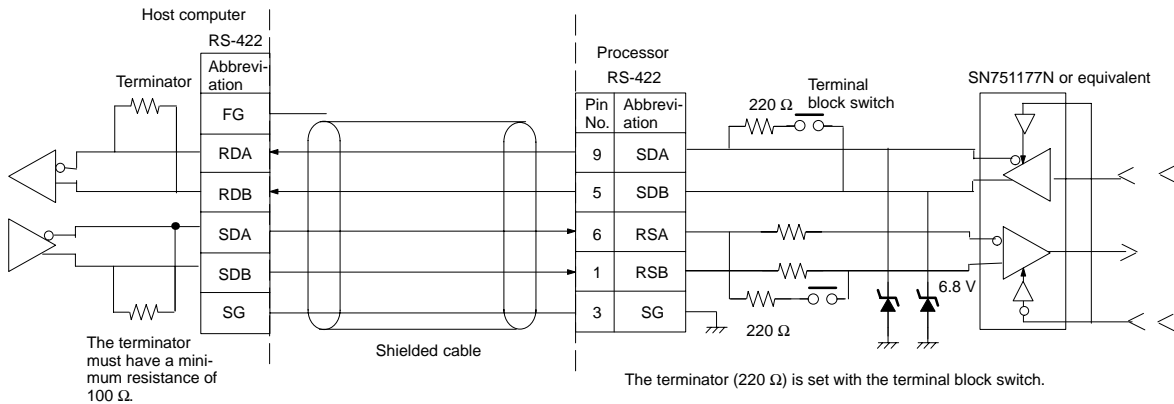 Host computer
RS-422
Terminator
Abbrevi-
ation
FG
RDA
RDB
SDA
SDB
SG
The terminator
must have a mini-
mum resistance of
100 Ω.
Shielded cable
Processor
RS-422
Pin
No.
Abbrevi-
ation
9 SDA
5 SDB
6 RSA
1 RSB
3 SG
220 Ω
Terminal
block switch
220 Ω
6.8 V
SN751177N or equivalent
The terminator (220 Ω) is set with the terminal block switch.